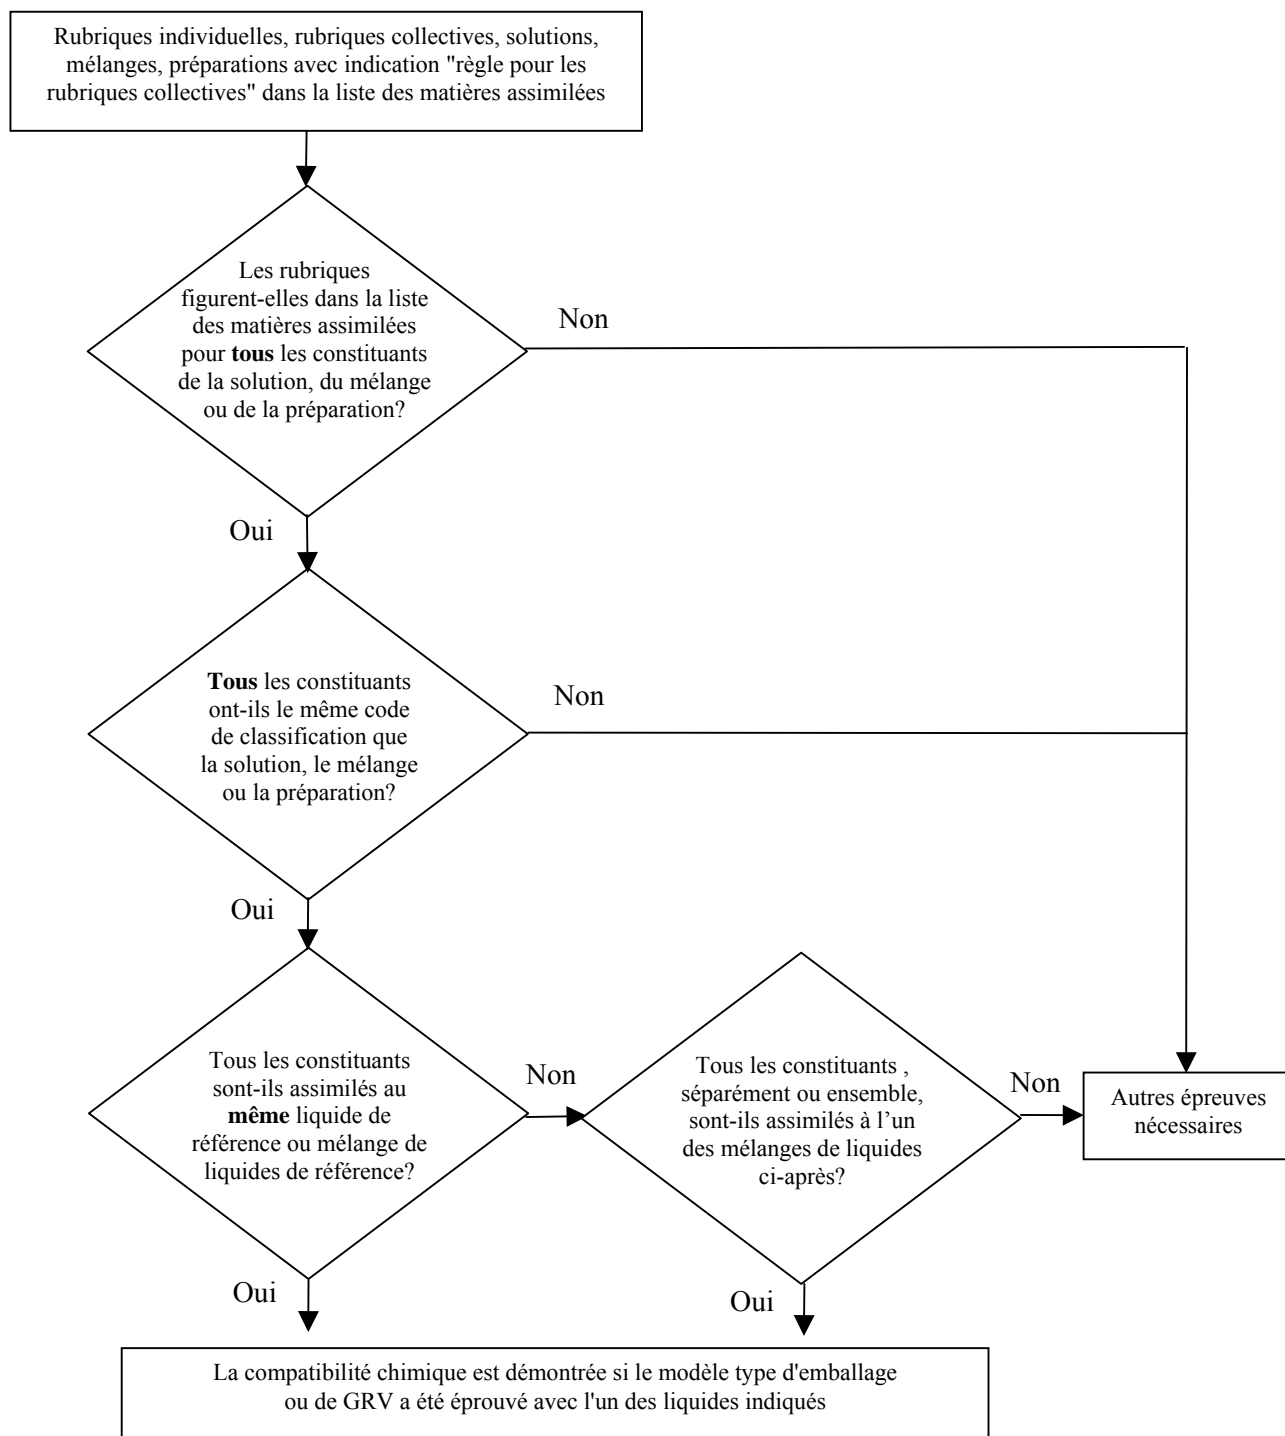 Rubriques individuelles, rubriques collectives, solutions,
mélanges, préparations avec indication "règle pour les
rubriques collectives" dans la liste des matières assimilées
Les rubriques
figurent-elles dans la liste
des matières assimilées
pour tous les constituants
de la solution, du mélange
ou de la préparation?
Non
Oui
Tous les constituants
ont-ils le même code
de classification que
la solution, le mélange
ou la préparation?
Non
Oui
Tous les constituants
sont-ils assimilés au
même liquide de
référence ou mélange de
liquides de référence?
Non
Tous les constituants ,
séparément ou ensemble,
sont-ils assimilés à l’un
des mélanges de liquides
ci-après?
Non
Autres épreuves
nécessaires
Oui
Oui
La compatibilité chimique est démontrée si le modèle type d'emballage
ou de GRV a été éprouvé avec l'un des liquides indiqués